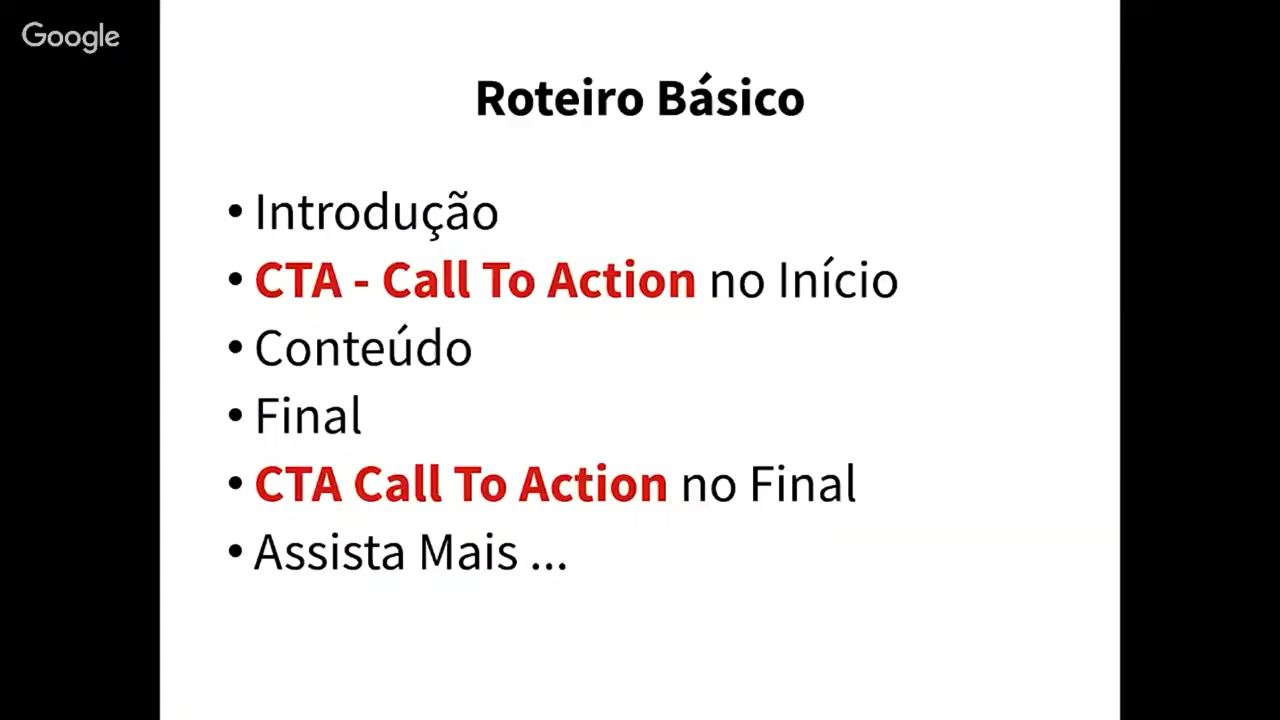 Google
Roteiro Básico
• Introdução
• CTA - Call To Action no Início
• Conteúdo
• Final
• CTA Call To Action no Final
• Assista Mais ...